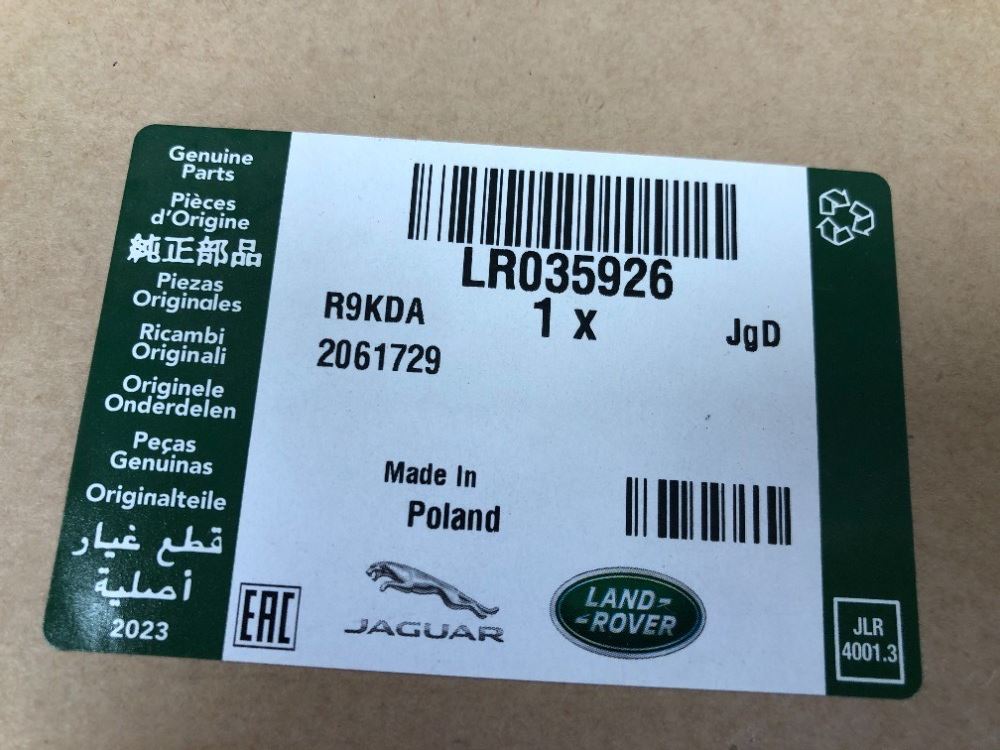 Genuine
Parts
Pièces
d'Origine
純正部品
Piezas
Originales
Ricambi
Originali
Originele
Onderdelen
Peças
Genuinas
Originalteile
قطع غيار
أصلية
2023
LR035926
R9KDA
1 x
JgD
2061729
Made In
Poland
EAC
JAGUAR
LAND-
-ROVER
JLR
4001.3